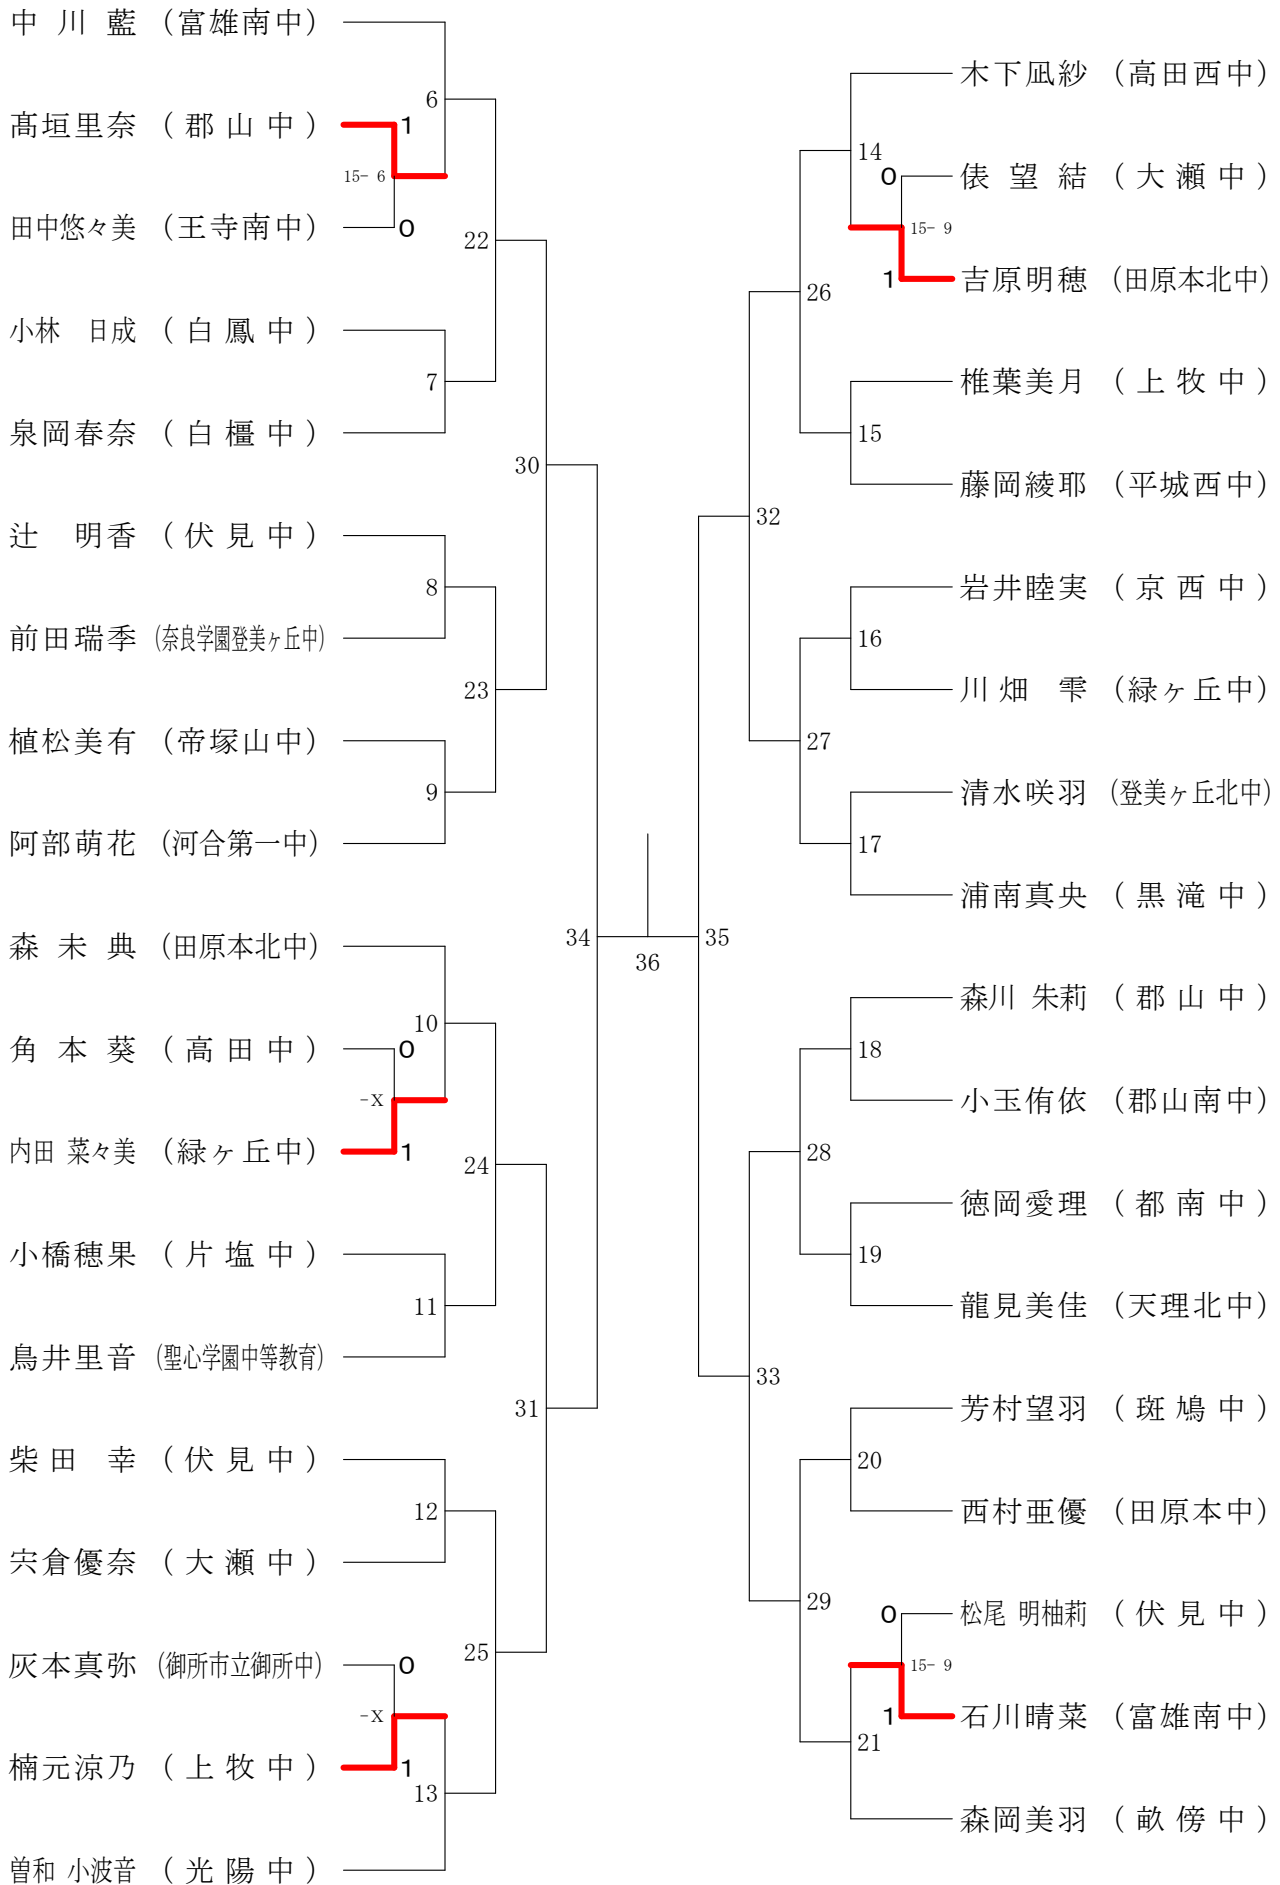 中 川 藍 （富雄南中）
6
髙垣里奈 （ 郡 山 中 ） 1
15- 6
田中悠々美 （王寺南中） 0
22
小林　日成 （ 白 鳳 中 ）
7
泉岡春奈 （ 白 橿 中 ）
30
辻　明香 （ 伏 見 中 ）
8
前田瑞季 （奈良学園登美ヶ丘中）
23
植松美有 （帝塚山中）
9
阿部萌花 （河合第一中）
34
森 未 典 （田原本北中）
10
角 本 葵 （ 高 田 中 ） 0
-X
内田 菜々美 （緑ヶ丘中） 1
24
小橋穂果 （ 片 塩 中 ）
11
鳥井里音 （聖心学園中等教育）
31
柴 田　幸 （ 伏 見 中 ）
12
宍倉優奈 （ 大 瀬 中 ）
25
灰本真弥 （御所市立御所中） 0
-X
楠元涼乃 （ 上 牧 中 ） 1
13
曽和 小波音 （ 光 陽 中 ）
36
木下凪紗 （高田西中）
14
0 俵 望 結 （ 大 瀬 中 ）
15- 9
1 吉原明穂 （田原本北中）
26
椎葉美月 （ 上 牧 中 ）
15
藤岡綾耶 （平城西中）
32
岩井睦実 （ 京 西 中 ）
16
川 畑　雫 （緑ヶ丘中）
27
清水咲羽 （登美ヶ丘北中）
17
浦南真央 （ 黒 滝 中 ）
35
森川 朱莉 （ 郡 山 中 ）
18
小玉侑依 （郡山南中）
28
徳岡愛理 （ 都 南 中 ）
19
龍見美佳 （天理北中）
33
芳村望羽 （ 斑 鳩 中 ）
20
西村亜優 （田原本中）
29
0 松尾 明柚莉 （ 伏 見 中 ）
15- 9
1 石川晴菜 （富雄南中）
21
森岡美羽 （ 畝 傍 中 ）